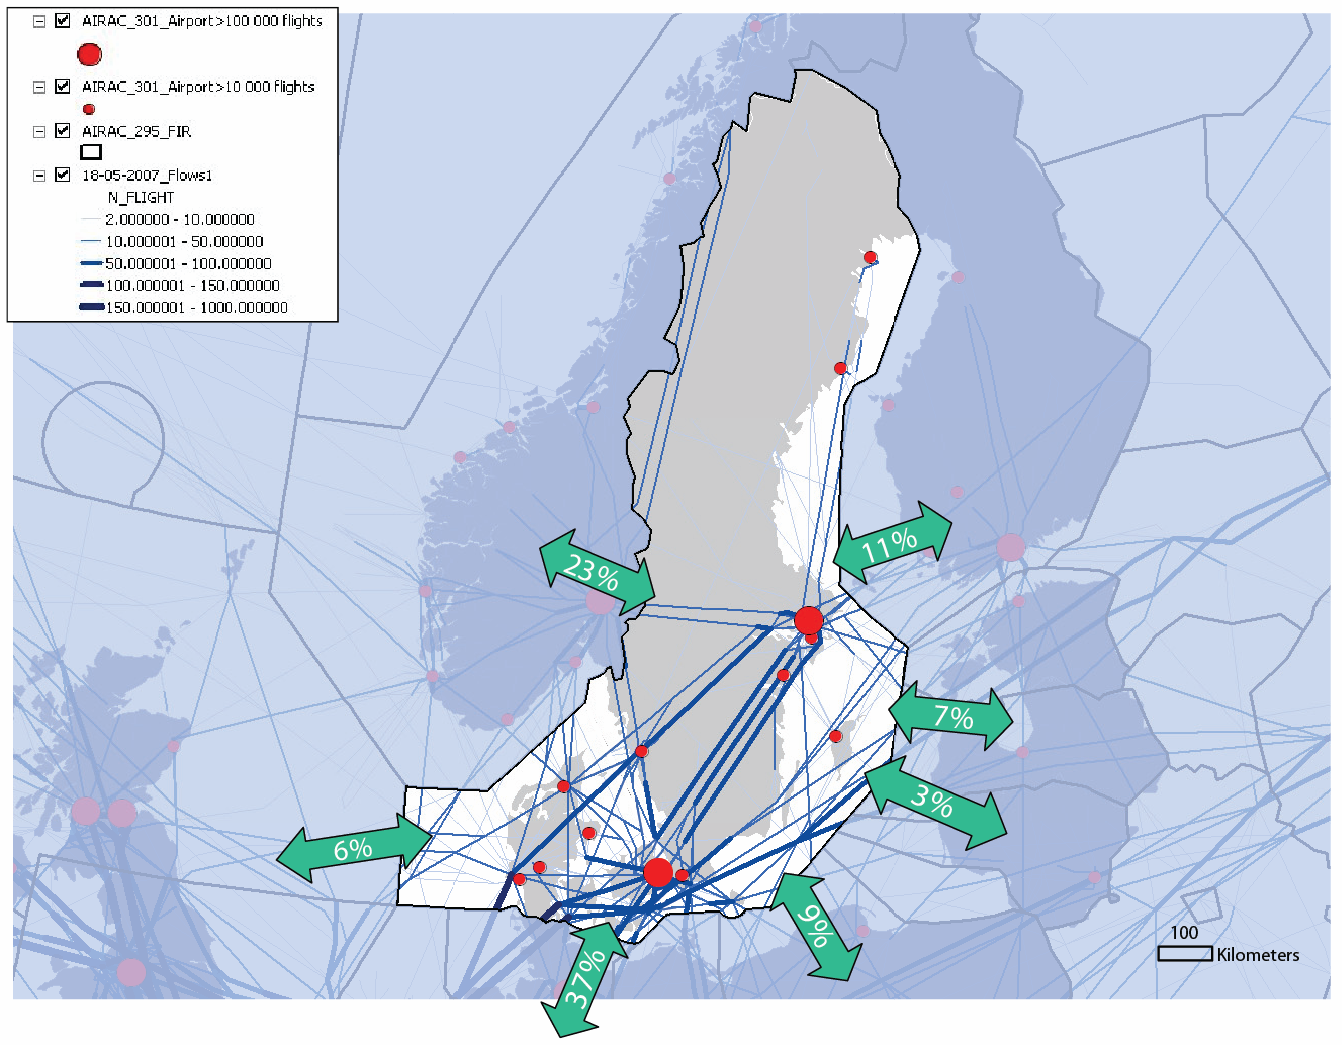 AIRAC_301_Airport>100 000 flights
AIRAC_301_Airport>10 000 flights
AIRAC_295_FIR
18-05-2007_Flows1
N_FLIGHT
2.000000 - 10.000000
10.000001 - 50.000000
50.000001 - 100.000000
100.000001 - 150.000000
150.000001 - 1000.000000
11%
23%
7%
3%
6%
9%
37%
100
Kilometers